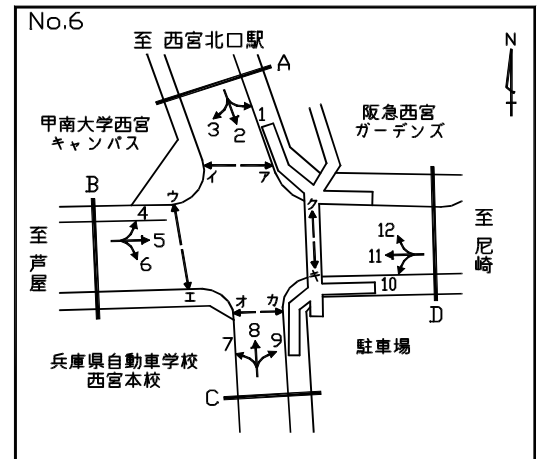 No.6
至 西宮北口駅
A
N
甲南大学西宮
キャンパス
阪急西宮
ガーデンズ
1
3
2
B
イ
ア
ウ
ク
4
5
6
12
11
10
至
芦
屋
至
尼
崎
エ
オ
カ
キ
D
7
8
9
兵庫県自動車学校
西宮本校
駐車場
C